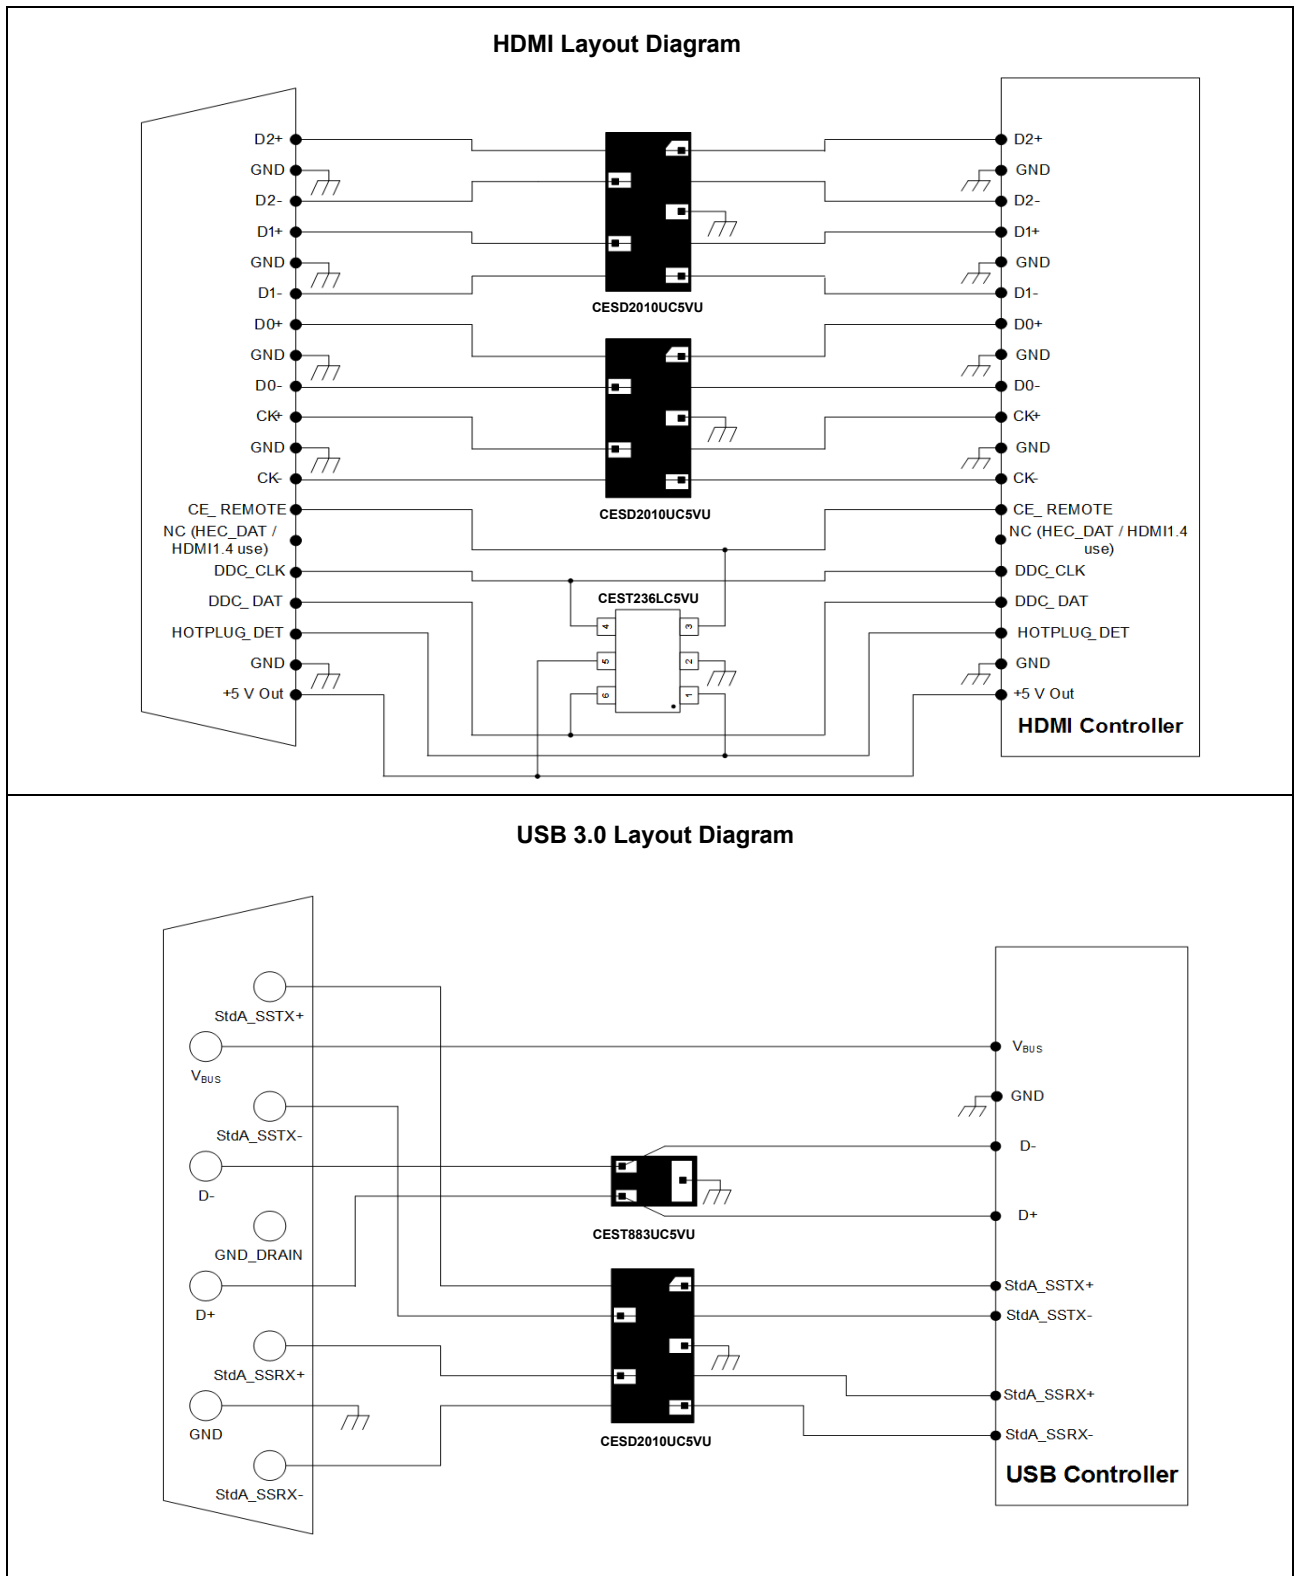 HDMI Layout Diagram
D2+
GND
D2-
D1+
GND
D1-
D0+
GND
D0-
CK+
GND
CK-
CE_ REMOTE
NC (HEC_DAT /
HDMI1.4 use)
DDC_CLK
DDC_ DAT
HOTPLUG_DET
GND
+5 V Out
CESD2010UC5VU
CESD2010UC5VU
CEST236LC5VU
4
3
5
2
6
1
D2+
GND
D2-
D1+
GND
D1-
D0+
GND
D0-
CK+
GND
CK-
CE_ REMOTE
NC (HEC_DAT / HDMI1.4
use)
DDC_CLK
DDC_ DAT
HOTPLUG_DET
GND
+5 V Out
HDMI Controller
USB 3.0 Layout Diagram
StdA_SSTX+
VBUS
StdA_SSTX-
D-
GND_DRAIN
D+
StdA_SSRX+
GND
StdA_SSRX-
CEST883UC5VU
CESD2010UC5VU
VBUS
GND
D-
D+
StdA_SSTX+
StdA_SSTX-
StdA_SSRX+
StdA_SSRX-
USB Controller